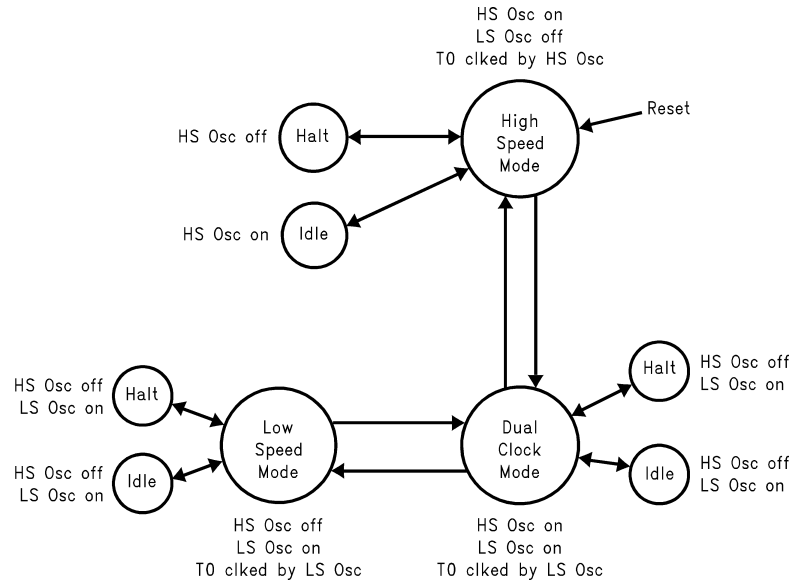 HS Osc on
LS Osc off
T0 clked by HS Osc
High
Speed
Mode
Reset
HS Osc off
Halt
HS Osc on
Idle
HS Osc off
LS Osc on
Halt
HS Osc off
LS Osc on
Idle
Low
Speed
Mode
HS Osc off
LS Osc on
T0 clked by LS Osc
Dual
Clock
Mode
HS Osc on
LS Osc on
T0 clked by LS Osc
Halt
HS Osc off
LS Osc on
Idle
HS Osc off
LS Osc on